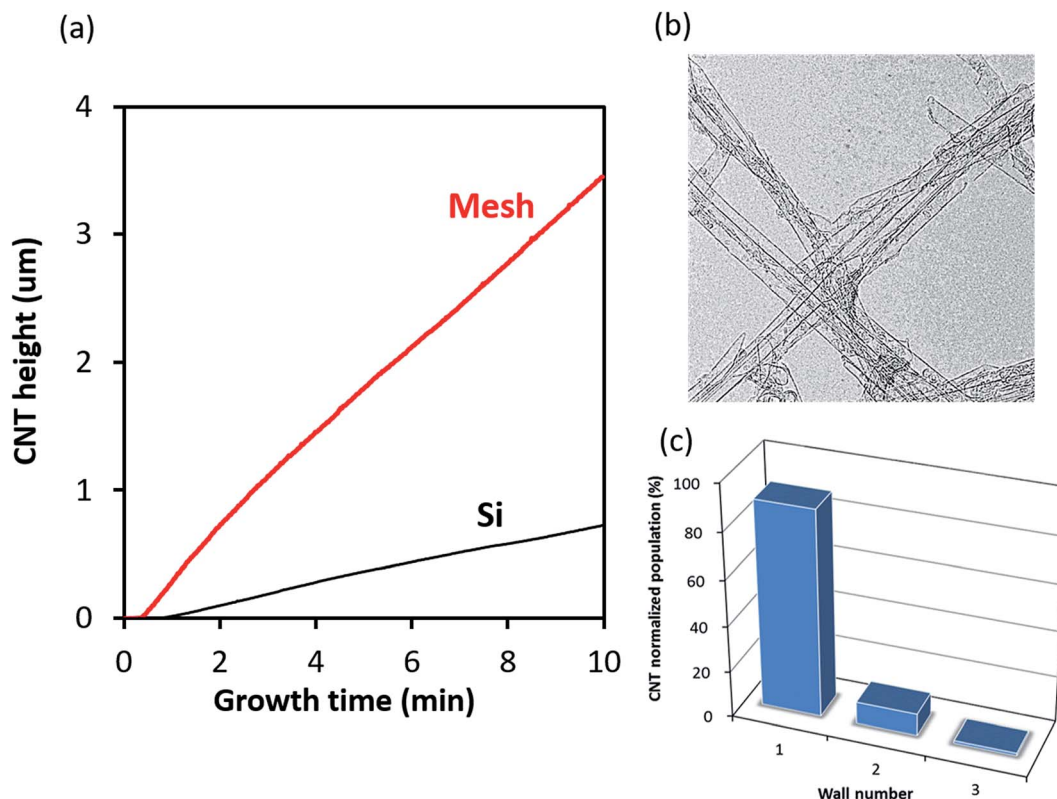 (a)
4
3
2
1
0
CNT height (um)
Mesh
Si
0 2 4 6 8 10
Growth time (min)
(b)
(c)
100
80
60
40
20
0
CNT normalized population (%)
1
2
3
Wall number